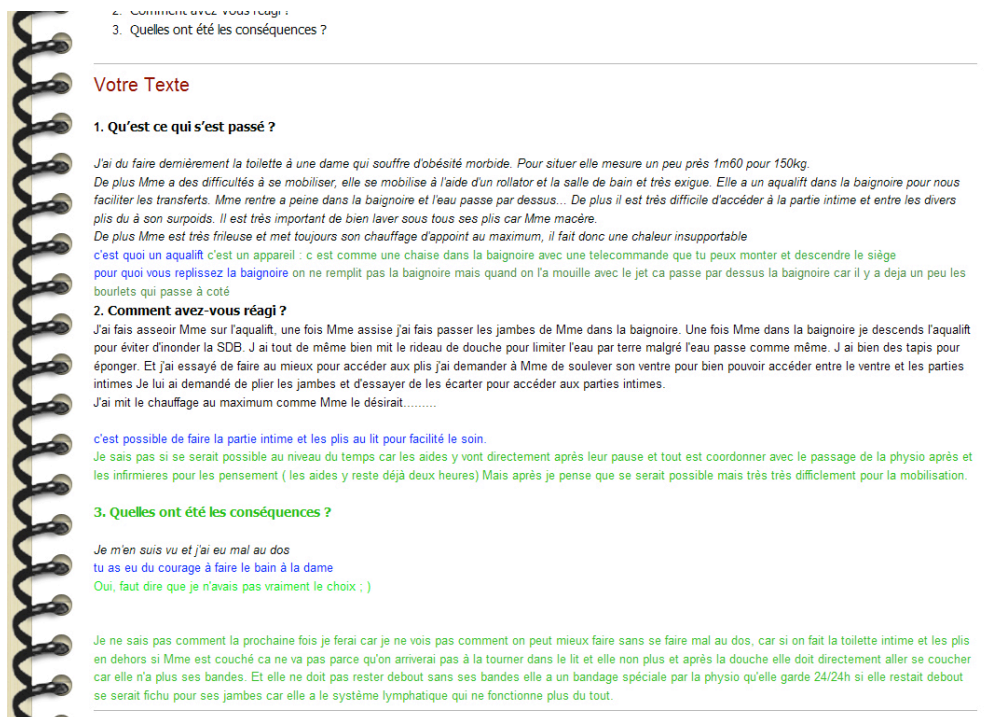 2. Comment avez-vous réagi ?
3. Quelles ont été les conséquences ?
Votre Texte
1. Qu'est ce qui s'est passé ?
J'ai du faire dernièrement la toilette à une dame qui souffre d'obésité morbide. Pour situer elle mesure un peu près 1m60 pour 150kg.
De plus Mme a des difficultés à se mobiliser, elle se mobilise à l'aide d'un rollator et la salle de bain et très exigue. Elle a un aqualift dans la baignoire pour nous
faciliter les transferts. Mme rentre a peine dans la baignoire et l'eau passe par dessus... De plus il est très difficile d'accéder à la partie intime et entre les divers
plis du à son surpoids. Il est très important de bien laver sous tous ses plis car Mme macère.
De plus Mme est très frileuse et met toujours son chauffage d'appoint au maximum, il fait donc une chaleur insupportable
c'est quoi un aqualift c'est un appareil : c est comme une chaise dans la baignoire avec une telecommande que tu peux monter et descendre le siège
pour quoi vous replissez la baignoire on ne remplit pas la baignoire mais quand on l'a mouille avec le jet ca passe par dessus la baignoire car il y a deja un peu les
bourlets qui passe à coté
2. Comment avez-vous réagi ?
J'ai fais asseoir Mme sur l'aqualift, une fois Mme assise j'ai fais passer les jambes de Mme dans la baignoire. Une fois Mme dans la baignoire je descends l'aqualift
pour éviter d'inonder la SDB. J ai tout de même bien mit le rideau de douche pour limiter l'eau par terre malgré l'eau passe comme même. J ai bien des tapis pour
éponger. Et j'ai essayé de faire au mieux pour accéder aux plis j'ai demander à Mme de soulever son ventre pour bien pouvoir accéder entre le ventre et les parties
intimes Je lui ai demandé de plier les jambes et d'essayer de les écarter pour accéder aux parties intimes.
J'ai mit le chauffage au maximum comme Mme le désirait.........
c'est possible de faire la partie intime et les plis au lit pour facilité le soin.
Je sais pas si se serait possible au niveau du temps car les aides y vont directement après leur pause et tout est coordonner avec le passage de la physio après et
les infirmieres pour les pensement ( les aides y reste déjà deux heures) Mais après je pense que se serait possible mais très très difficlement pour la mobilisation.
3. Quelles ont été les conséquences ?
Je m'en suis vu et j'ai eu mal au dos
tu as eu du courage à faire le bain à la dame
Oui, faut dire que je n'avais pas vraiment le choix ; )
Je ne sais pas comment la prochaine fois je ferai car je ne vois pas comment on peut mieux faire sans se faire mal au dos, car si on fait la toilette intime et les plis
en dehors si Mme est couché ca ne va pas parce qu'on arriverai pas à la tourner dans le lit et elle non plus et après la douche elle doit directement aller se coucher
car elle n'a plus ses bandes. Et elle ne doit pas rester debout sans ses bandes elle a un bandage spéciale par la physio qu'elle garde 24/24h si elle restait debout
se serait fichu pour ses jambes car elle a le système lymphatique qui ne fonctionne plus du tout.